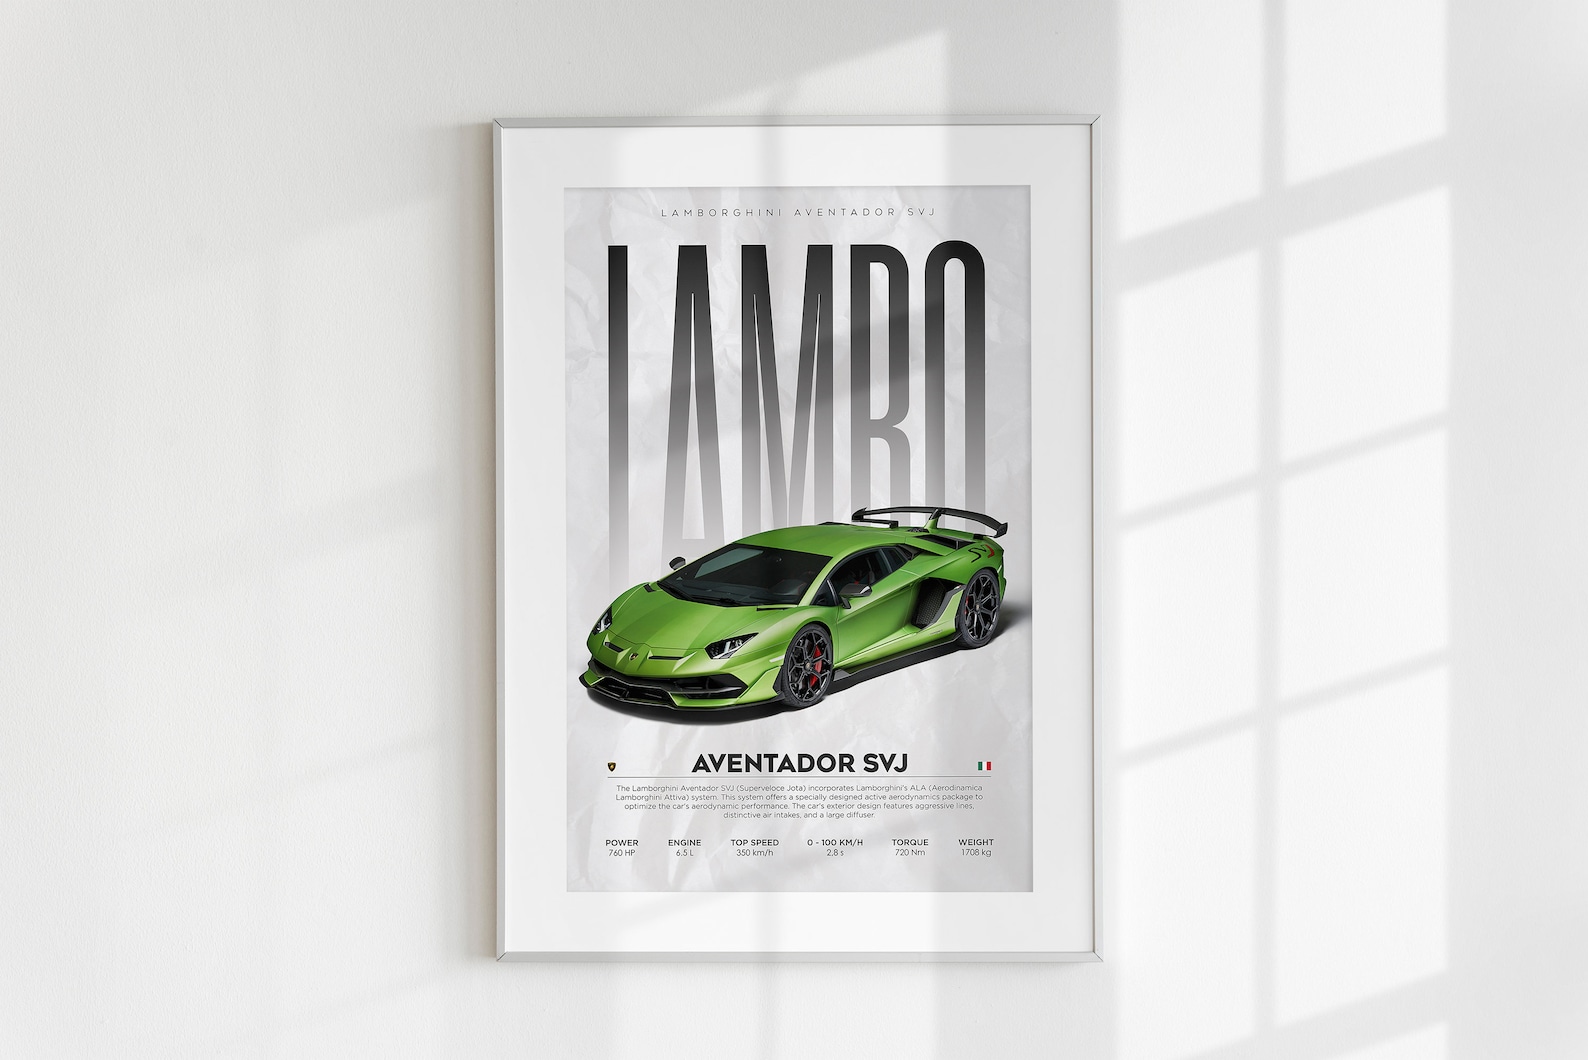 LAMBORGHINI AVENTADOR SVJ
LAMBO
SVJ
AVENTADOR SVJ
The Lamborghini Aventador SVJ (Superveloce Jota) incorporates Lamborghini's ALA (Aerodinamica
Lamborghini Attiva) system. This system offers a specially designed active aerodynamics package to
optimize the car's aerodynamic performance. The car's exterior design features aggressive lines,
distinctive air intakes, and a large diffuser.
POWER ENGINE TOP SPEED 0 - 100 KM/H TORQUE WEIGHT
760 HP 6.5 L 350 km/h 2,8 s 720 Nm 1708 kg